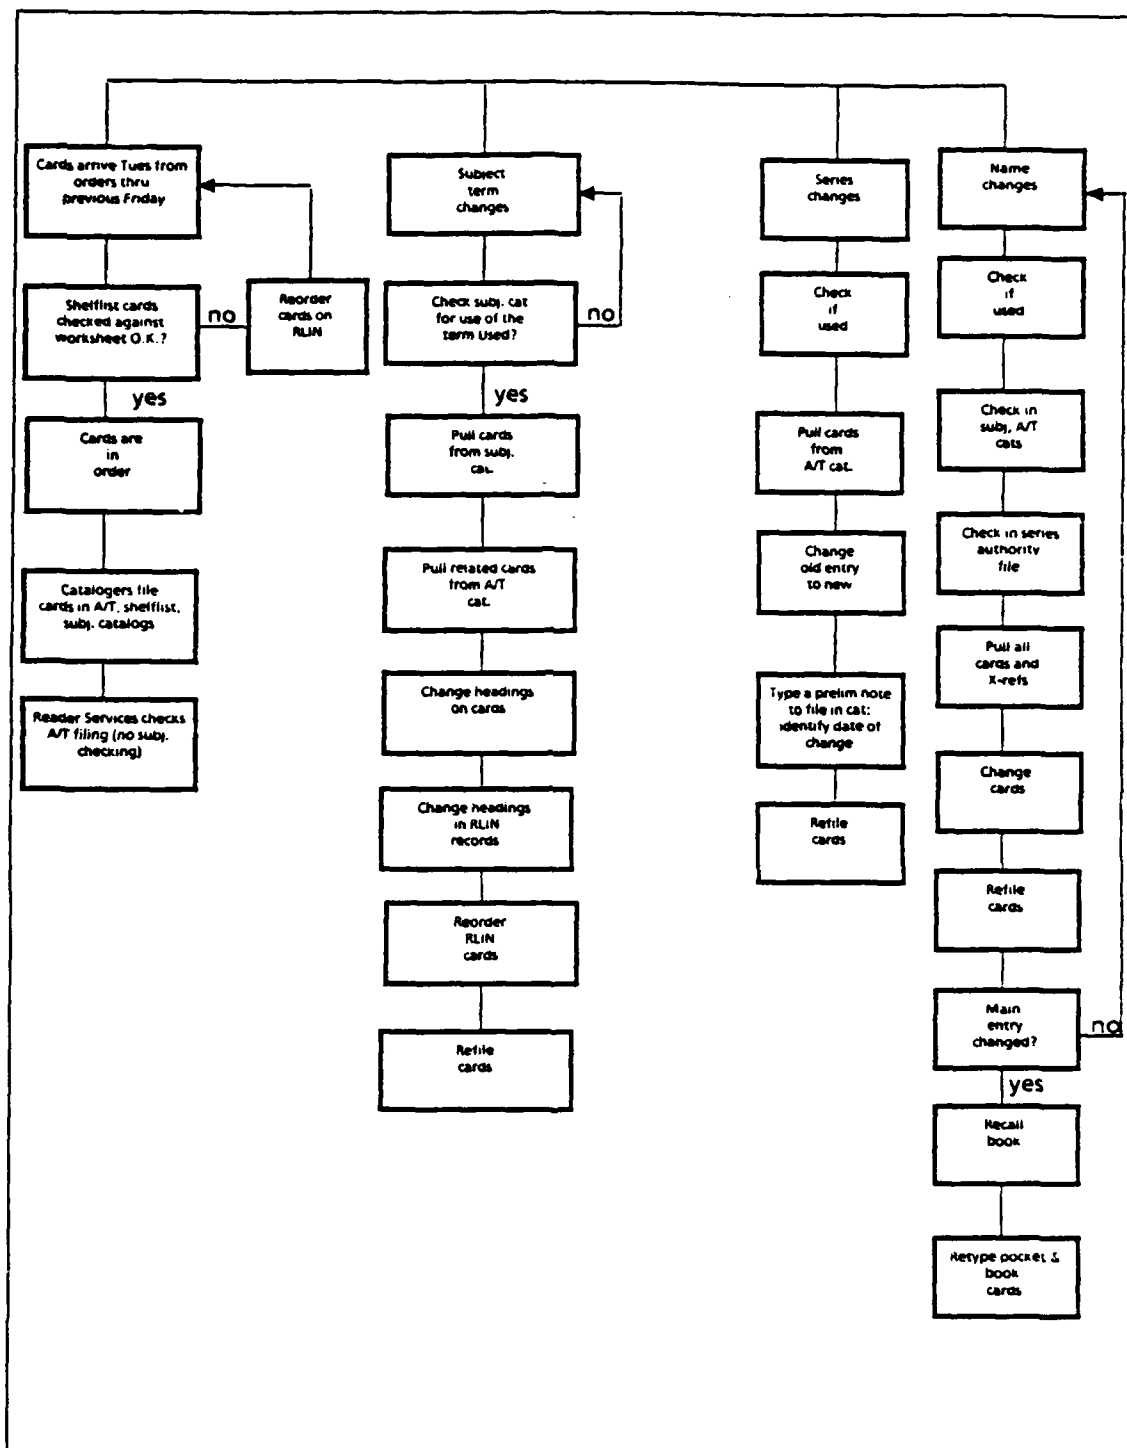 Cards arrive Tues from
orders thru
previous Friday
Shelflist cards
checked against
worksheet O.K.?
no
Reorder
cards on
RLIN
yes
Cards are
in
order
Catalogers file
cards in A/T, shelflist,
subj. catalogs
Reader Services checks
A/T filing (no subj.
checking)
Subject
term
changes
Check subj. cat
for use of the
term Used?
no
yes
Pull cards
from subj.
cat.
Pull related cards
from A/T
cat.
Change headings
on cards
Change headings
in RLIN
records
Reorder
RLIN
cards
Refile
cards
Series
changes
Check
if
used
Pull cards
from
A/T cat.
Change
old entry
to new
Type a prelim note
to file in cat:
identify date of
change
Refile
cards
Name
changes
Check
if
used
Check in
subj, A/T
cats
Check in series
authority
file
Pull all
cards and
X-refs
Change
cards
Refile
cards
Main
entry
changed?
no
yes
Recall
book
Retype pocket &
book
cards